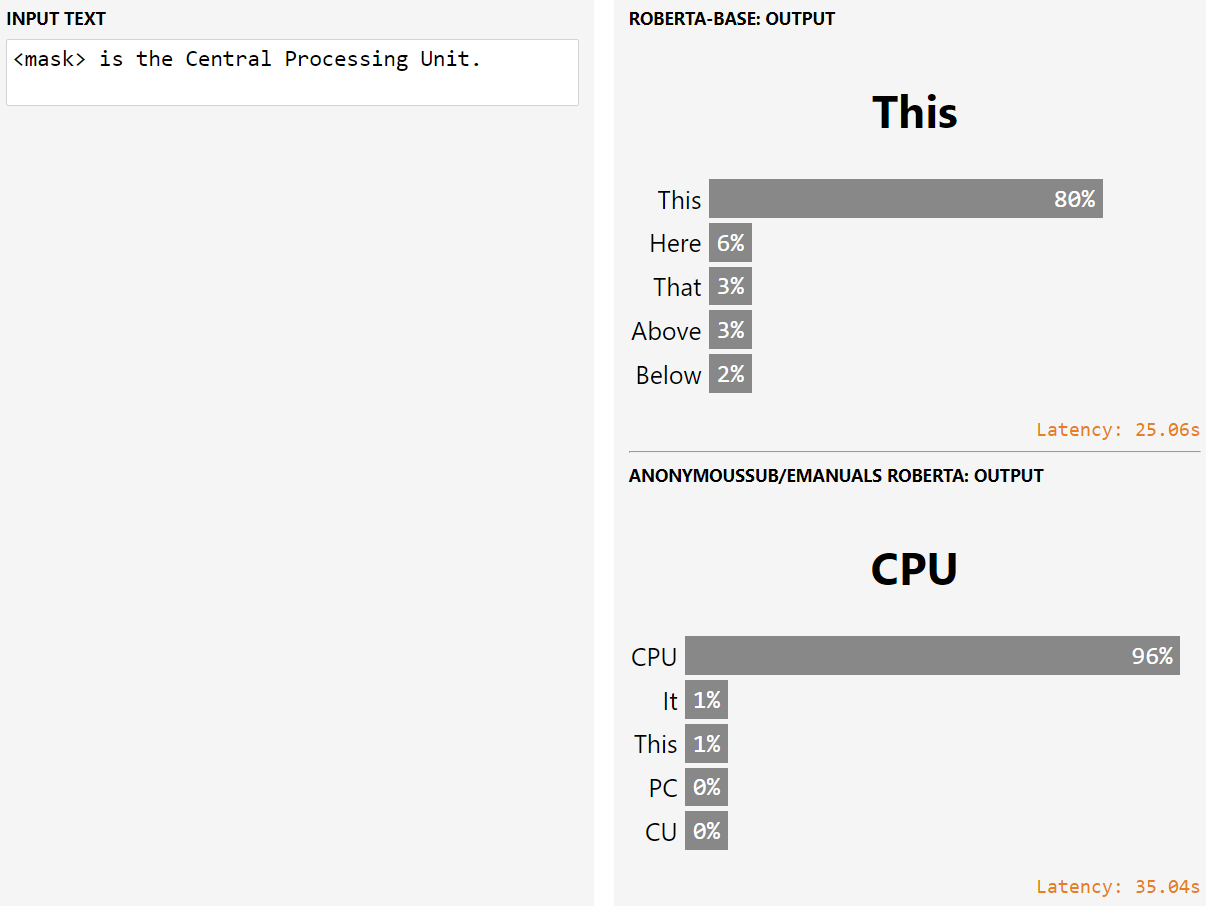 INPUT TEXT
<mask> is the Central Processing Unit.
ROBERTA-BASE: OUTPUT
This
This 80%
Here 6%
That 3%
Above 3%
Below 2%
Latency: 25.06s
ANONYMOUSSUB/EMANUALS ROBERTA: OUTPUT
CPU
CPU 96%
It 1%
This 1%
PC 0%
CU 0%
Latency: 35.04s